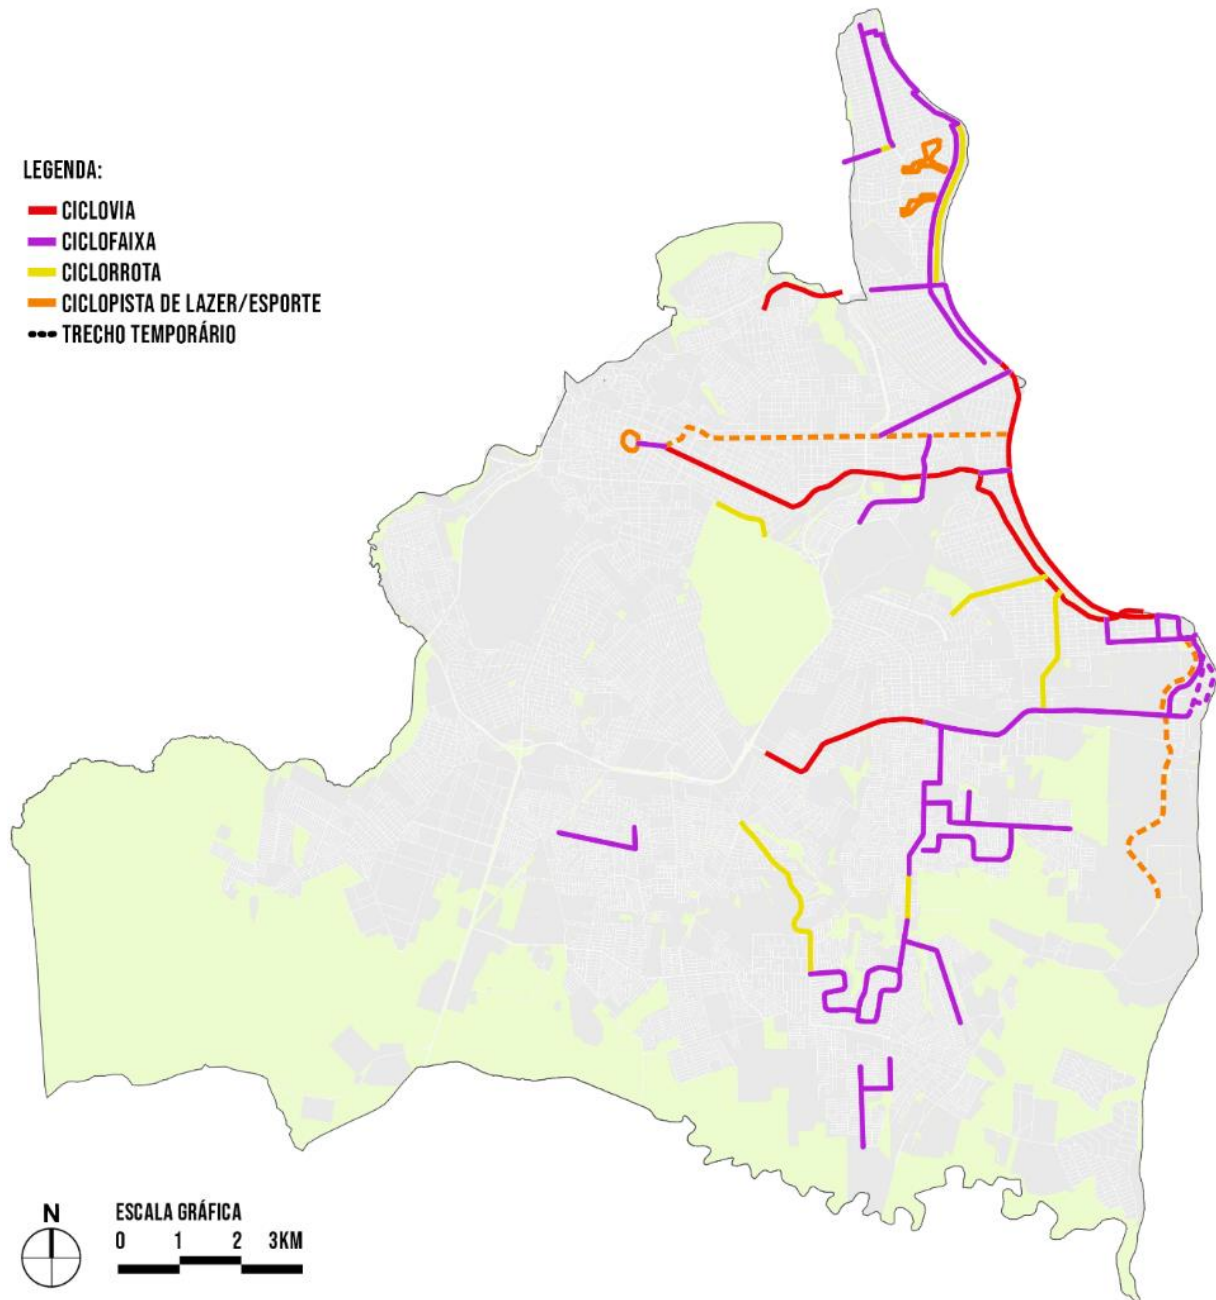 LEGENDA:
CICLOVIA
CICLOFAIXA
CICLORROTA
CICLOPISTA DE LAZER/ESPORTE
TRECHO TEMPORÁRIO
N
ESCALA GRÁFICA
0 1 2 3KM